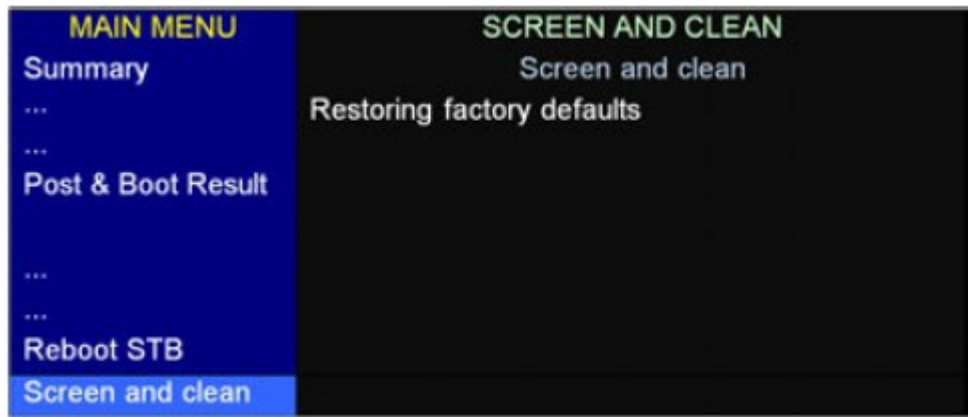 MAIN MENU
Summary
...
...
Post & Boot Result
...
...
Reboot STB
Screen and clean
SCREEN AND CLEAN
Screen and clean
Restoring factory defaults